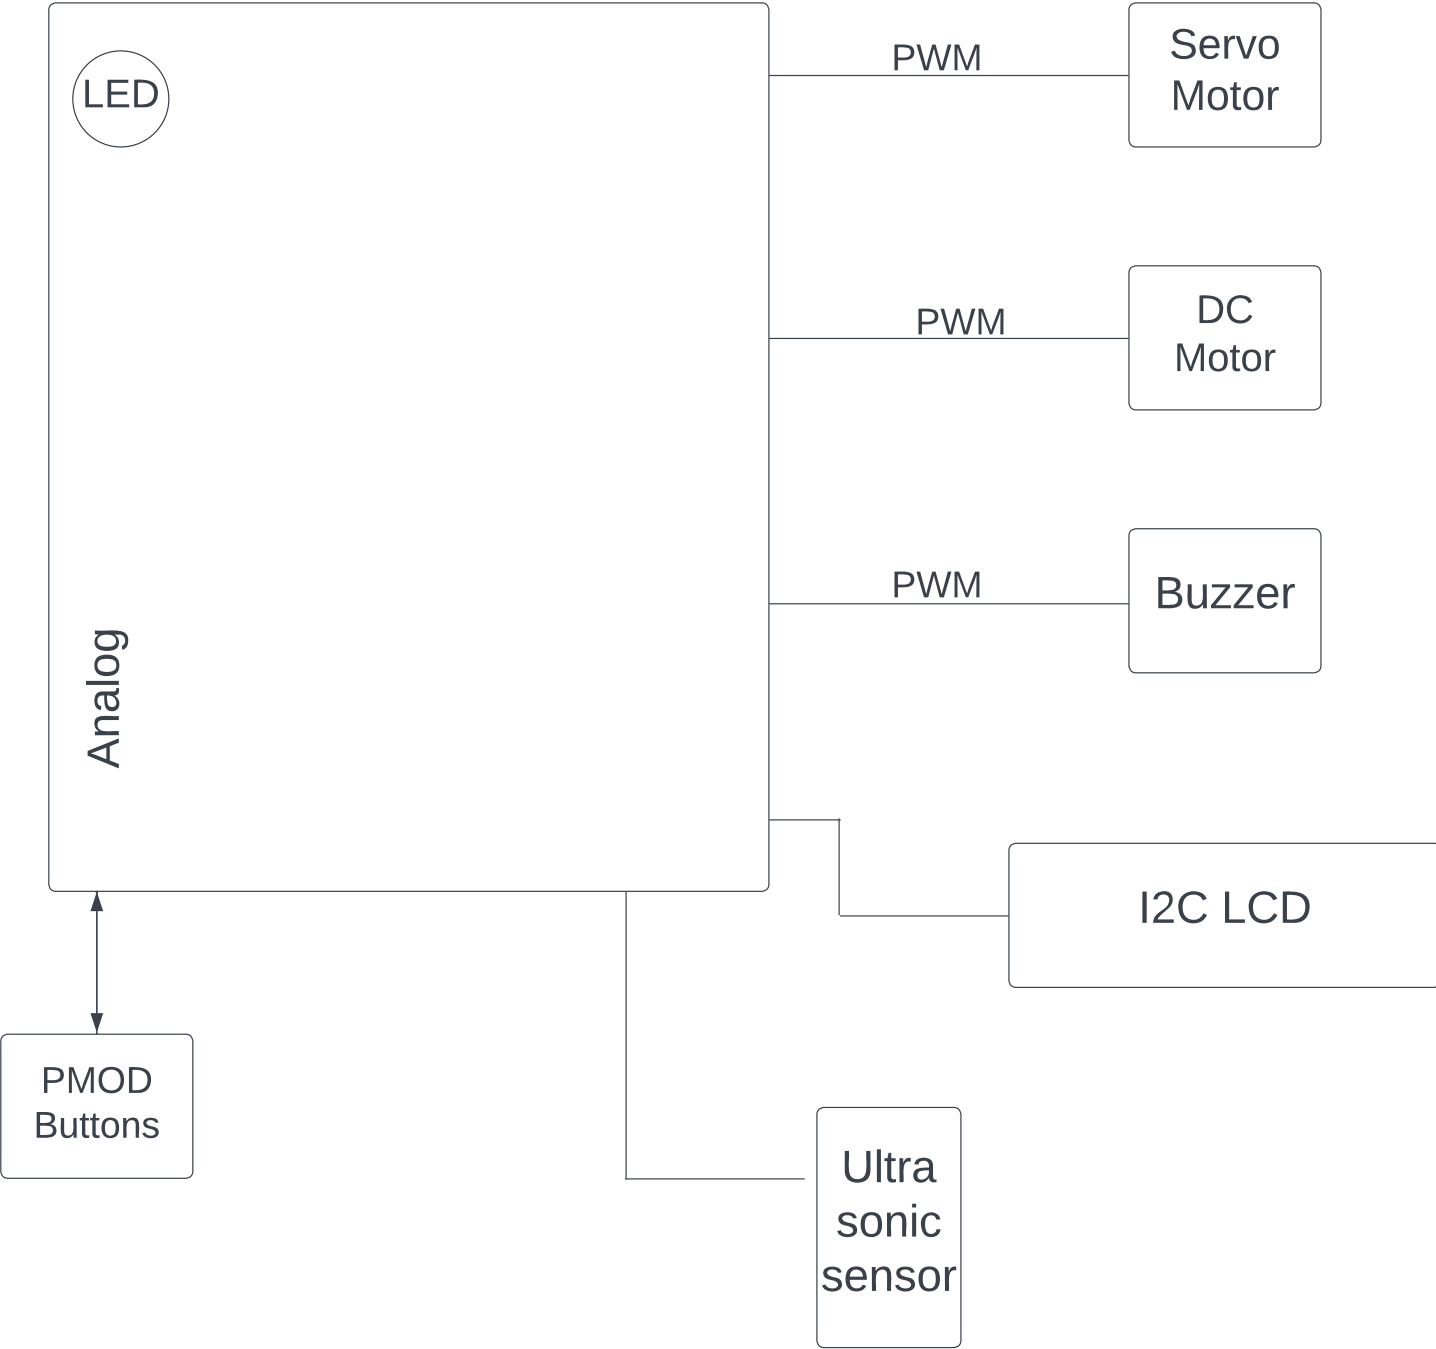 LED
PWM
Servo
Motor
PWM
DC
Motor
PWM
Buzzer
Analog
I2C LCD
PMOD
Buttons
Ultra
sonic
sensor